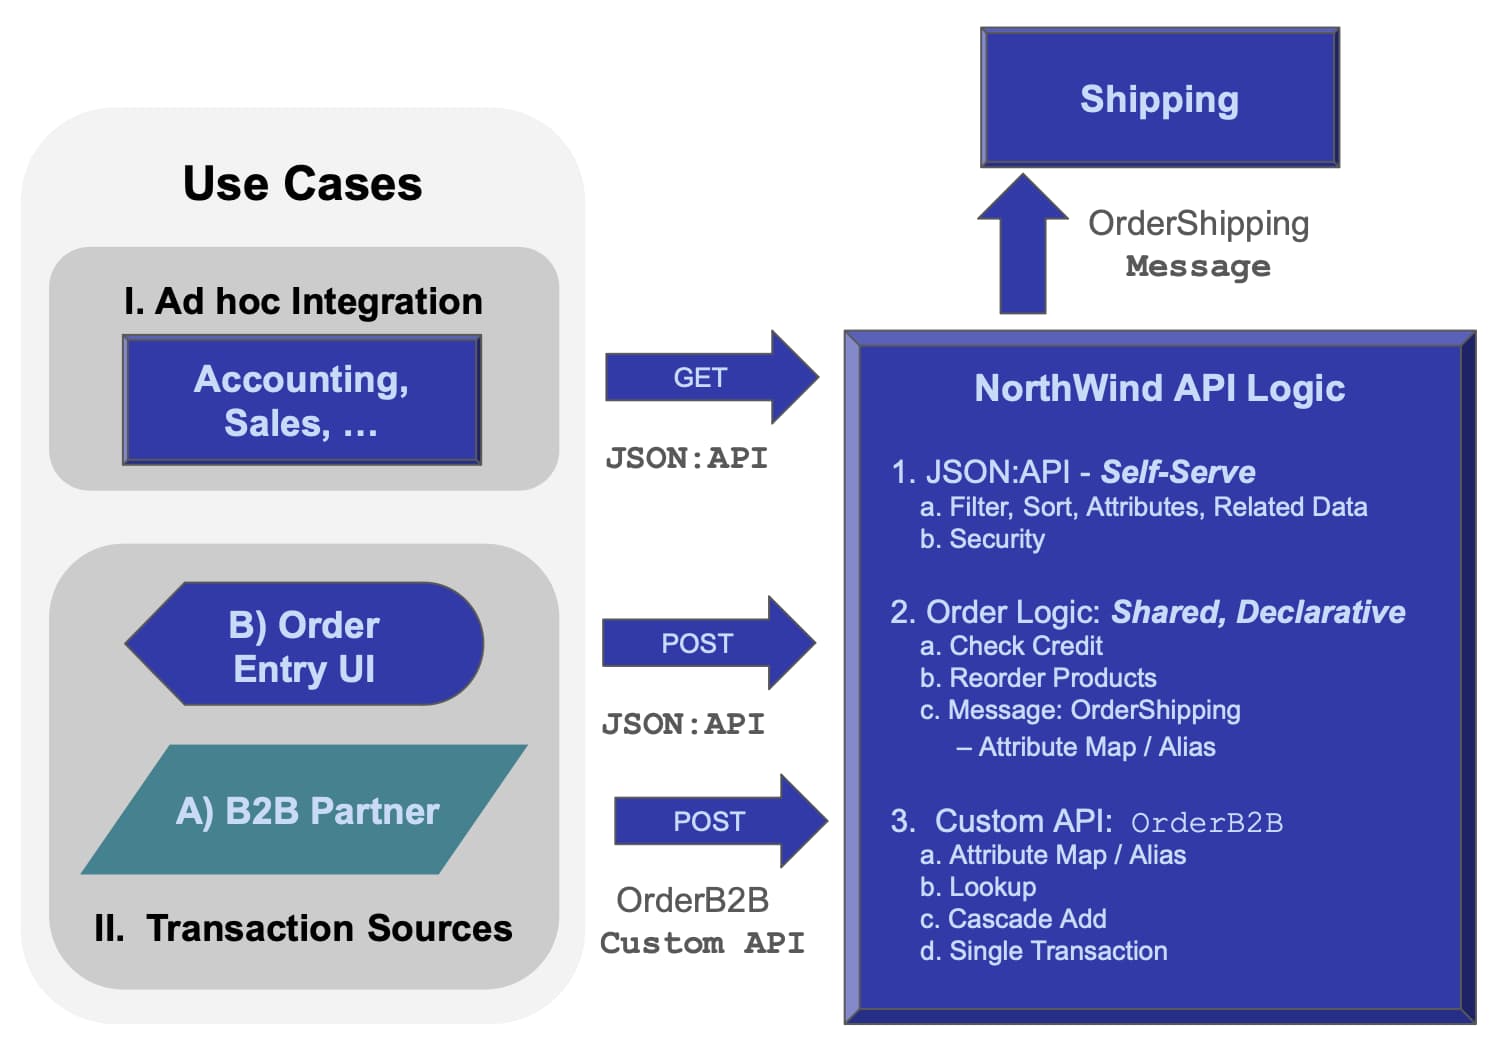 Use Cases
I. Ad hoc Integration
Accounting,
Sales, …
B) Order
Entry UI
A) B2B Partner
II. Transaction Sources
GET
JSON:API
POST
JSON:API
POST
OrderB2B
Custom API
Shipping
OrderShipping
Message
NorthWind API Logic
1. JSON:API - Self-Serve
a. Filter, Sort, Attributes, Related Data
b. Security
2. Order Logic: Shared, Declarative
a. Check Credit
b. Reorder Products
c. Message: OrderShipping
– Attribute Map / Alias
3. Custom API: OrderB2B
a. Attribute Map / Alias
b. Lookup
c. Cascade Add
d. Single Transaction